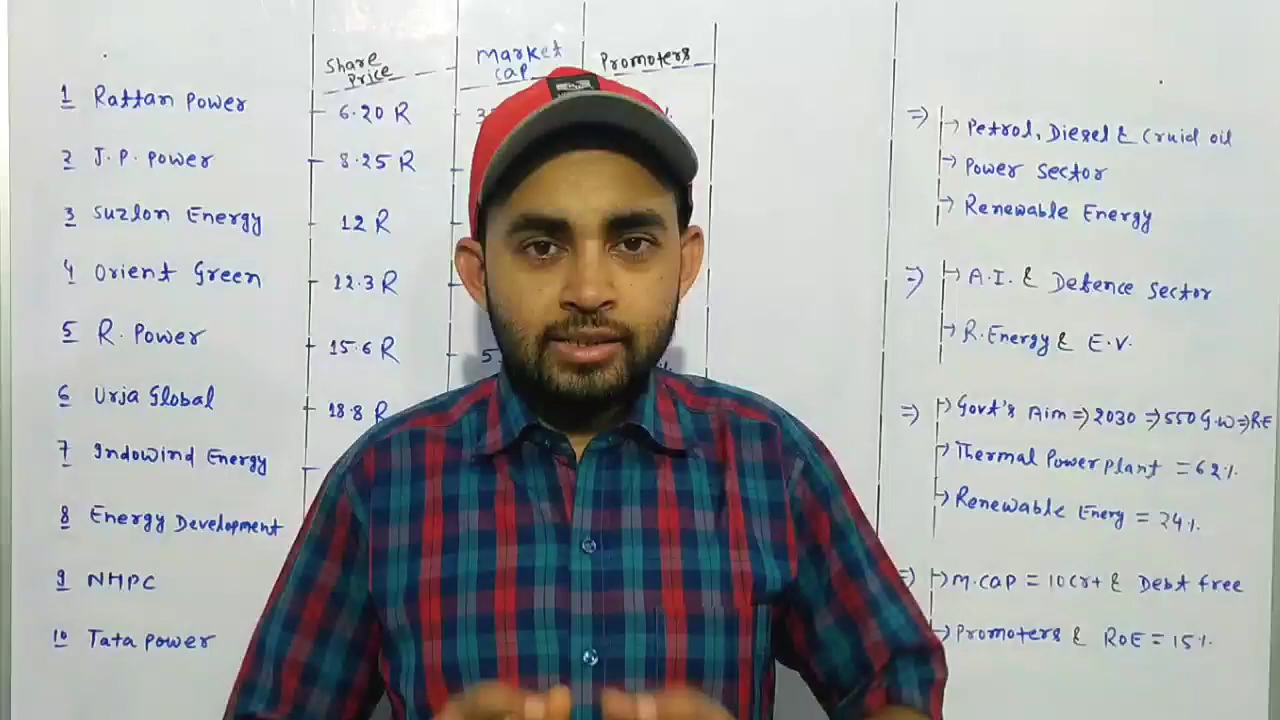 Share Price
Market cap
Promoters
1 Rattan Power 6.20 R
2 J.P. Power 8.25 R
3 Suzlon Energy 12 R
4 Orient Green 12.3 R
5 R. Power 15.6 R
6 Urja Global 18.8 R
7 Indowind Energy
8 Energy Development
9 NHPC
10 Tata Power
⇒ → Petrol, Diesel & Cruid oil
→ Power Sector
→ Renewable Energy
⇒ → A.I. & Defence Sector
→ R.Energy & E.V.
⇒ → Govt's Aim ⇒ 2030 ⇒ 550 G.W ⇒ RE
→ Thermal Power plant = 62%
→ Renewable Energy = 24%
⇒ → M.cap = 10Cr+ & Debt free
→ Promoters & RoE = 15%